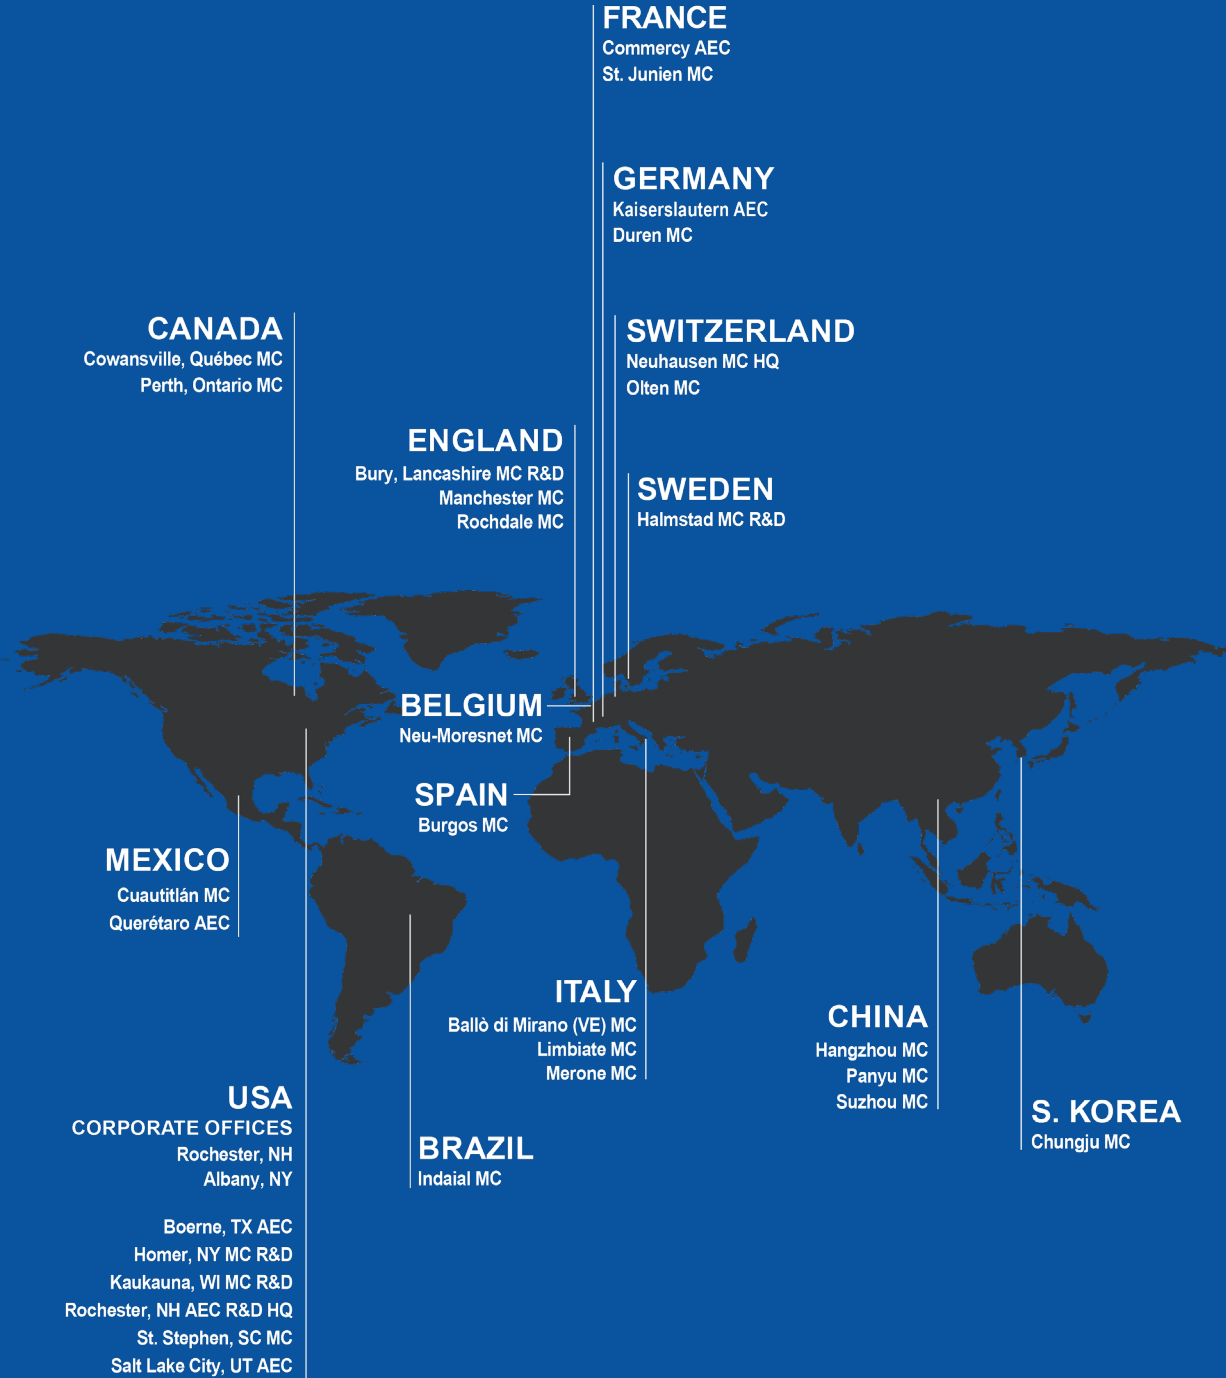 FRANCE
Commercy AEC
St. Junien MC
GERMANY
Kaiserslautern AEC
Duren MC
CANADA
Cowansville, Québec MC
Perth, Ontario MC
SWITZERLAND
Neuhausen MC HQ
Olten MC
ENGLAND
Bury, Lancashire MC R&D
Manchester MC
Rochdale MC
SWEDEN
Halmstad MC R&D
BELGIUM
Neu-Moresnet MC
SPAIN
Burgos MC
MEXICO
Cuautitlán MC
Querétaro AEC
ITALY
Ballò di Mirano (VE) MC
Limbiate MC
Merone MC
CHINA
Hangzhou MC
Panyu MC
Suzhou MC
S. KOREA
Chungju MC
BRAZIL
Indaial MC
USA
CORPORATE OFFICES
Rochester, NH
Albany, NY
Boerne, TX AEC
Homer, NY MC R&D
Kaukauna, WI MC R&D
Rochester, NH AEC R&D HQ
St. Stephen, SC MC
Salt Lake City, UT AEC